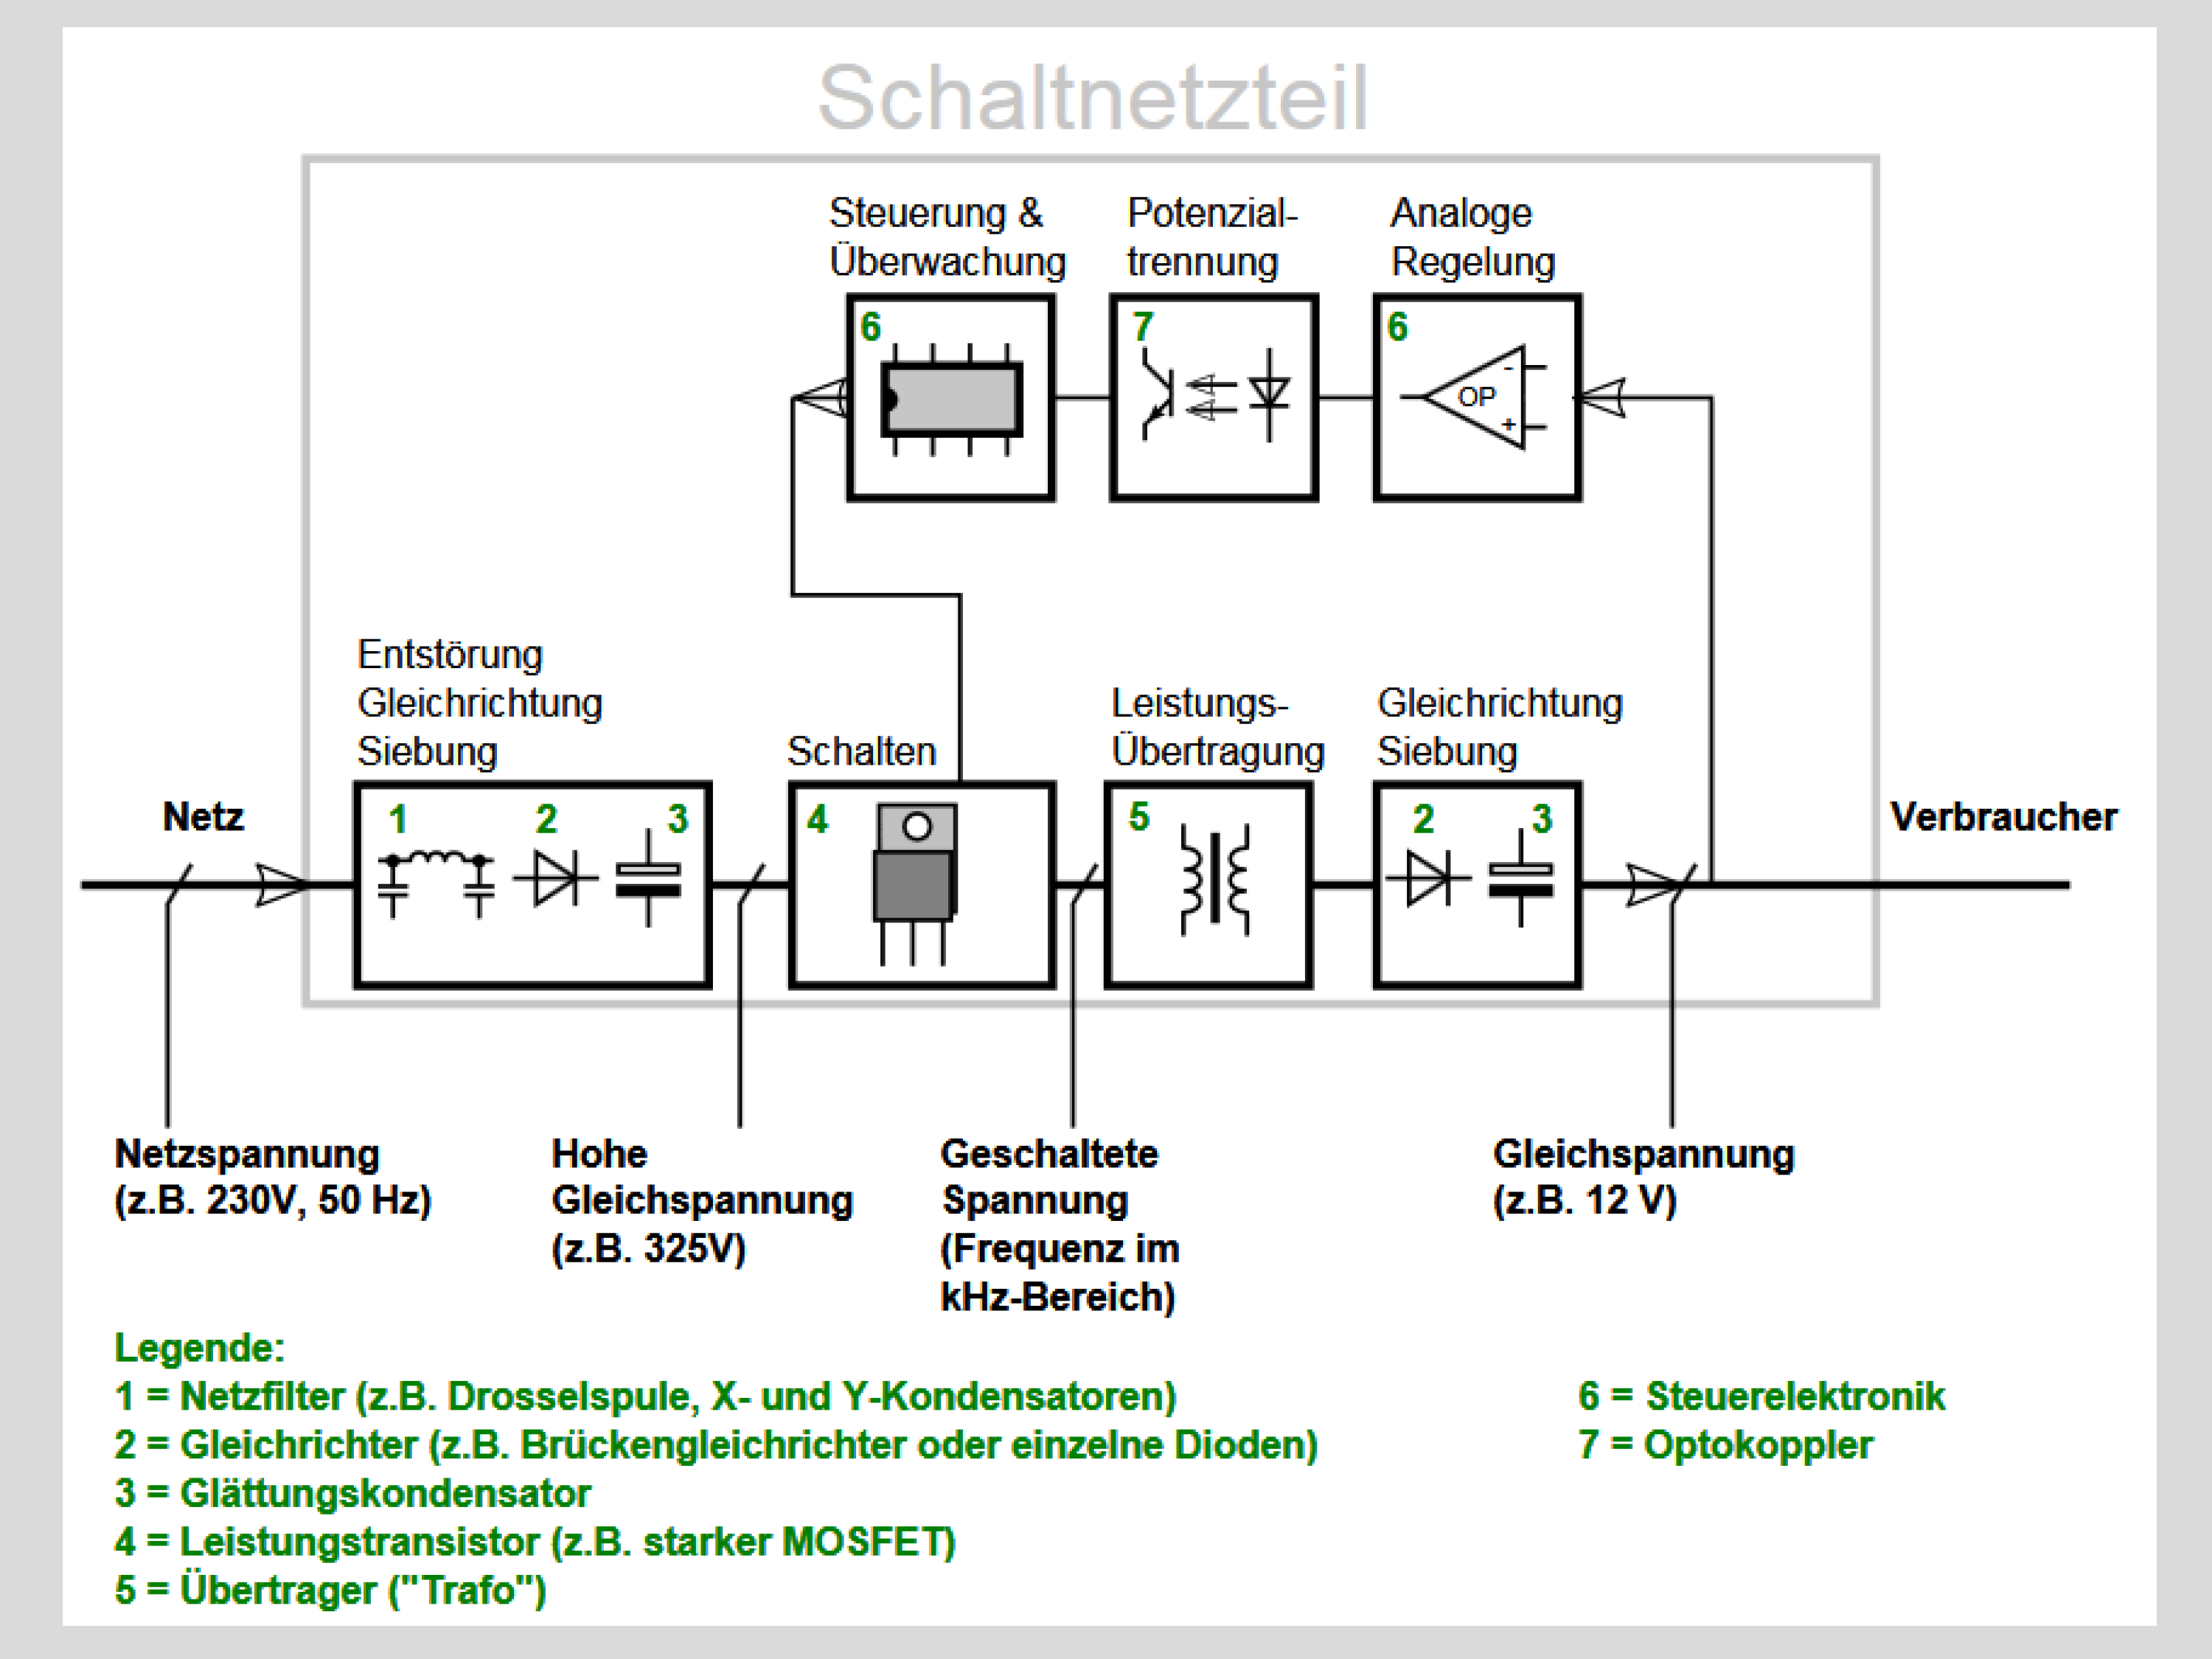 Schaltnetzteil
Steuerung &
Überwachung
Potenzial-
trennung
Analoge
Regelung
6
7
6
OP
-
+
Entstörung
Gleichrichtung
Siebung
Schalten
Leistungs-
Übertragung
Gleichrichtung
Siebung
Netz
1 2 3
4
5
2 3
Verbraucher
Netzspannung
(z.B. 230V, 50 Hz)
Hohe
Gleichspannung
(z.B. 325V)
Geschaltete
Spannung
(Frequenz im
kHz-Bereich)
Gleichspannung
(z.B. 12 V)
Legende:
1 = Netzfilter (z.B. Drosselspule, X- und Y-Kondensatoren)
2 = Gleichrichter (z.B. Brückengleichrichter oder einzelne Dioden)
3 = Glättungskondensator
4 = Leistungstransistor (z.B. starker MOSFET)
5 = Übertrager ("Trafo")
6 = Steuerelektronik
7 = Optokoppler